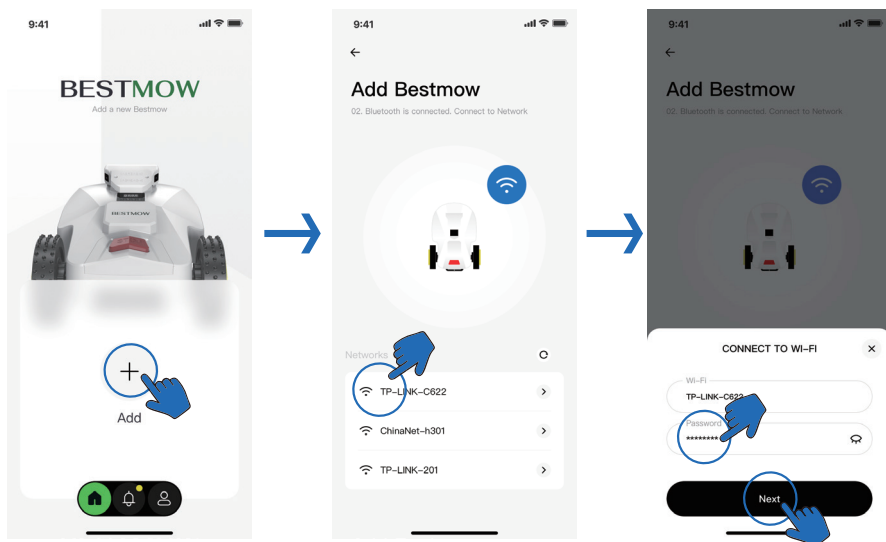 9:41
BESTMOW
Add a new Bestmow
BESTMOW
Add
9:41
Add Bestmow
02. Bluetooth is connected. Connect to Network
Networks
TP-LINK-C622
ChinaNet-h301
TP-LINK-201
9:41
Add Bestmow
02. Bluetooth is connected. Connect to Network
CONNECT TO WI-FI
Wi-Fi
TP-LINK-C622
Password
********
Next